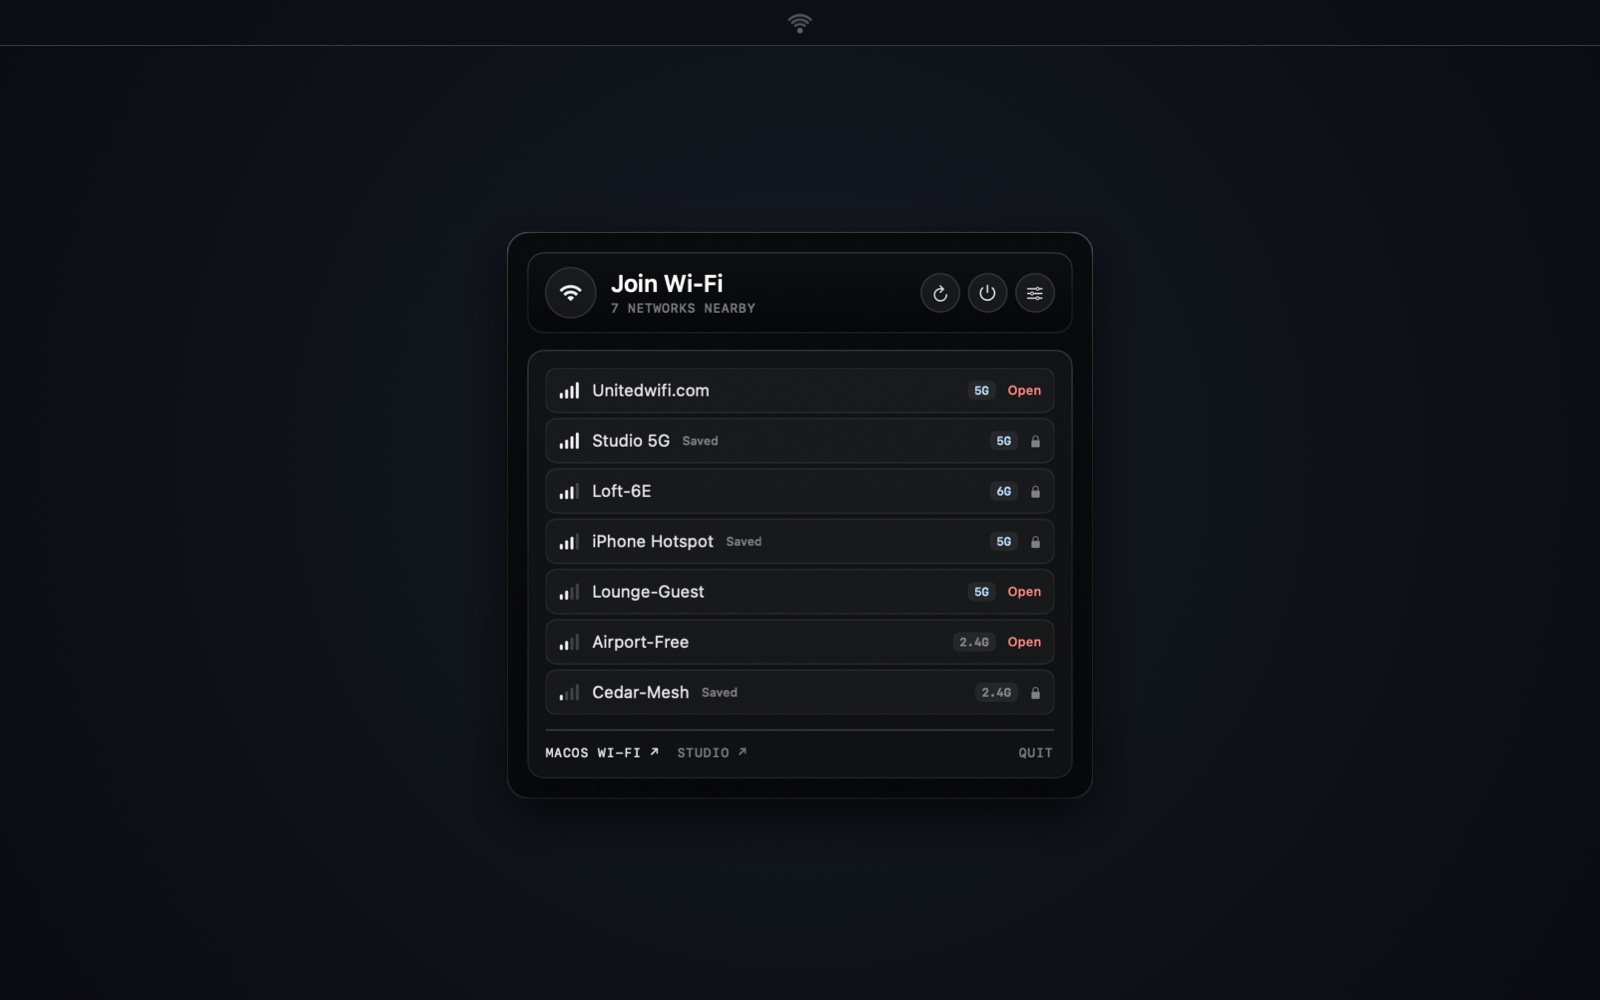 Join Wi-Fi
7 NETWORKS NEARBY
Unitedwifi.com 5G Open
Studio 5G Saved 5G
Loft-6E 6G
iPhone Hotspot Saved 5G
Lounge-Guest 5G Open
Airport-Free 2.4G Open
Cedar-Mesh Saved 2.4G
MACOS WI-FI ↗ STUDIO ↗ QUIT